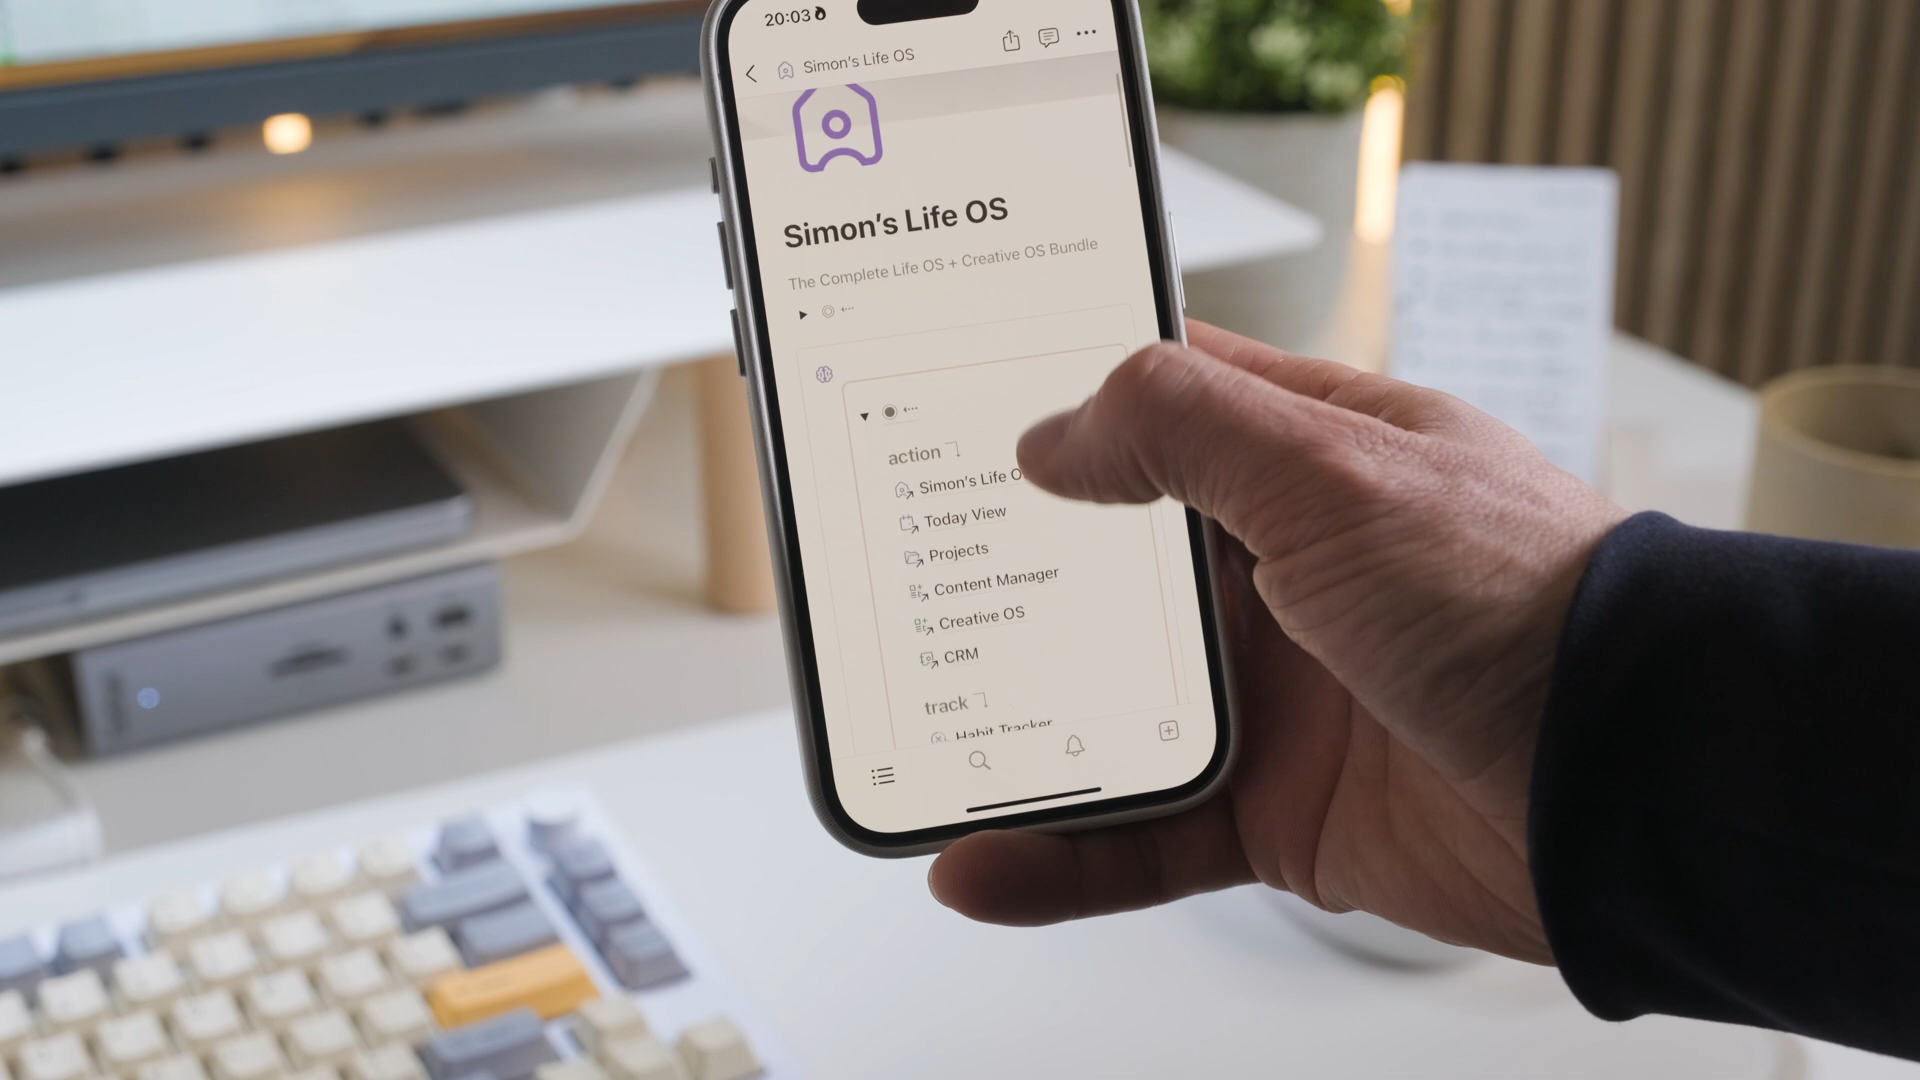 20:03
Simon's Life OS
Simon's Life OS
The Complete Life OS + Creative OS Bundle
action
Simon's Life O
Today View
Projects
Content Manager
Creative OS
CRM
track
Habit Tracker